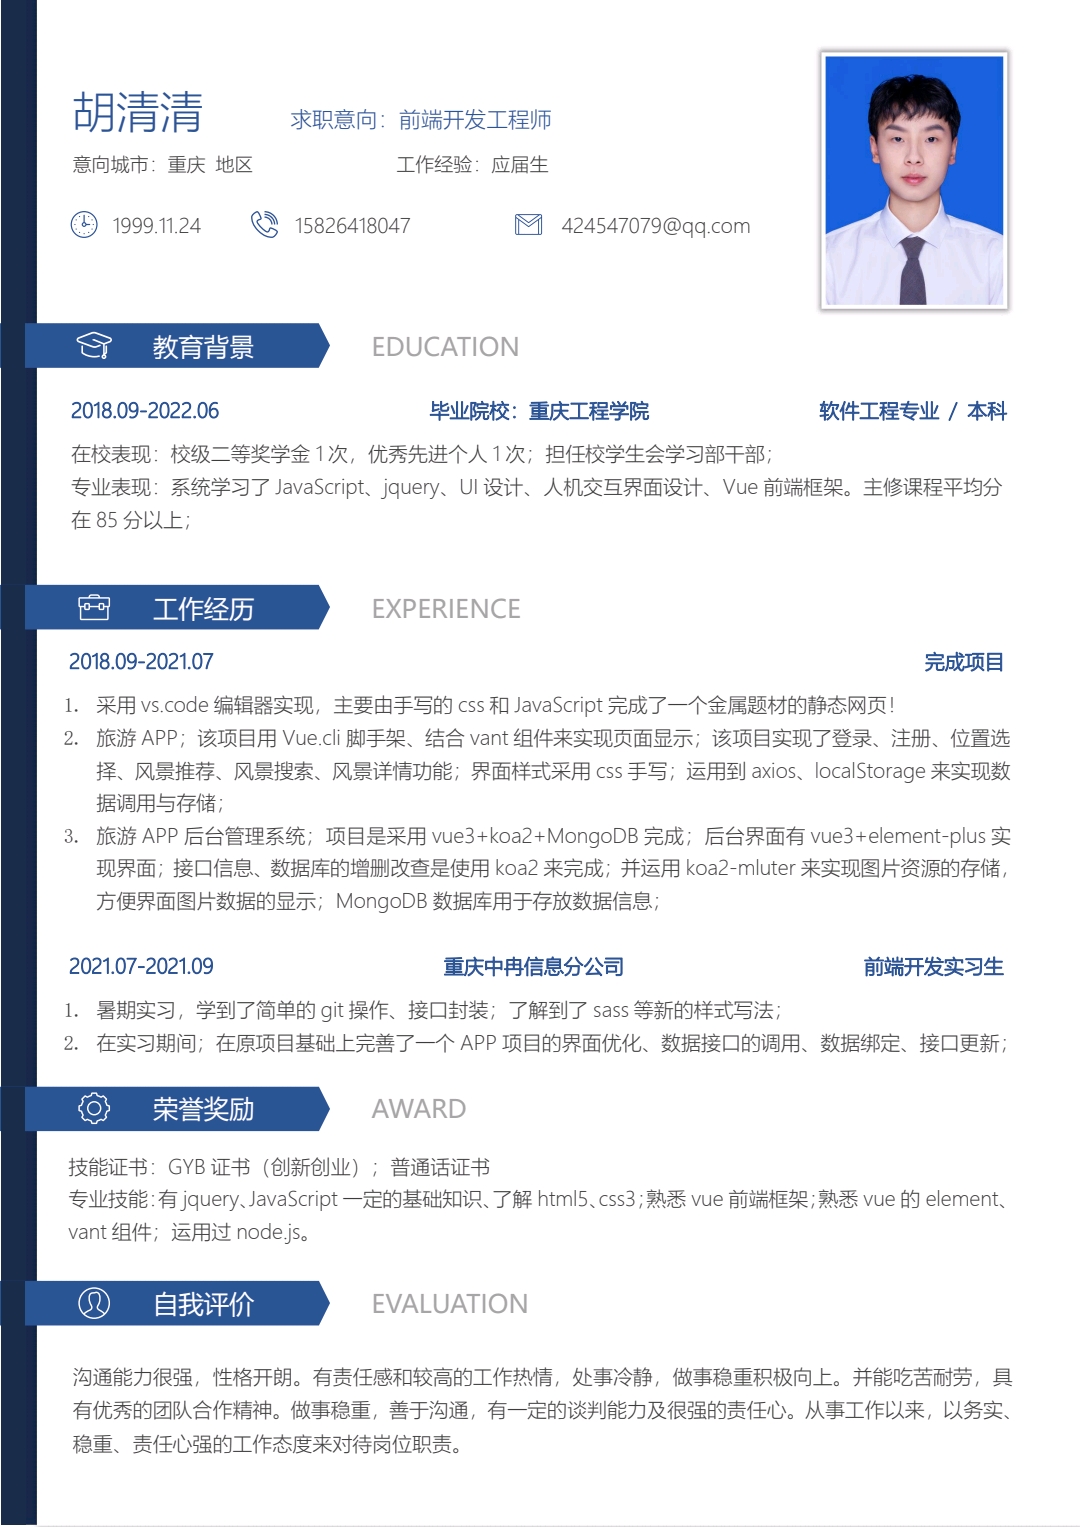 胡清清 求职意向：前端开发工程师
意向城市：重庆 地区 工作经验：应届生
1999.11.24 15826418047 424547079@qq.com
教育背景 EDUCATION
2018.09-2022.06 毕业院校：重庆工程学院 软件工程专业 / 本科
在校表现：校级二等奖学金 1 次，优秀先进个人 1 次；担任校学生会学习部干部；
专业表现：系统学习了 JavaScript、jquery、UI 设计、人机交互界面设计、Vue 前端框架。主修课程平均分
在 85 分以上；
工作经历 EXPERIENCE
2018.09-2021.07 完成项目
1. 采用 vs.code 编辑器实现，主要由手写的 css 和 JavaScript 完成了一个金属题材的静态网页！
2. 旅游 APP；该项目用 Vue.cli 脚手架、结合 vant 组件来实现页面显示；该项目实现了登录、注册、位置选
择、风景推荐、风景搜索、风景详情功能；界面样式采用 css 手写；运用到 axios、localStorage 来实现数
据调用与存储；
3. 旅游 APP 后台管理系统；项目是采用 vue3+koa2+MongoDB 完成；后台界面有 vue3+element-plus 实
现界面；接口信息、数据库的增删改查是使用 koa2 来完成；并运用 koa2-mluter 来实现图片资源的存储，
方便界面图片数据的显示；MongoDB 数据库用于存放数据信息；
2021.07-2021.09 重庆中冉信息分公司 前端开发实习生
1. 暑期实习，学到了简单的 git 操作、接口封装；了解到了 sass 等新的样式写法；
2. 在实习期间；在原项目基础上完善了一个 APP 项目的界面优化、数据接口的调用、数据绑定、接口更新；
荣誉奖励 AWARD
技能证书：GYB 证书（创新创业）；普通话证书
专业技能：有 jquery、JavaScript 一定的基础知识、了解 html5、css3；熟悉 vue 前端框架；熟悉 vue 的 element、
vant 组件；运用过 node.js。
自我评价 EVALUATION
沟通能力很强，性格开朗。有责任感和较高的工作热情，处事冷静，做事稳重积极向上。并能吃苦耐劳，具
有优秀的团队合作精神。做事稳重，善于沟通，有一定的谈判能力及很强的责任心。从事工作以来，以务实、
稳重、责任心强的工作态度来对待岗位职责。